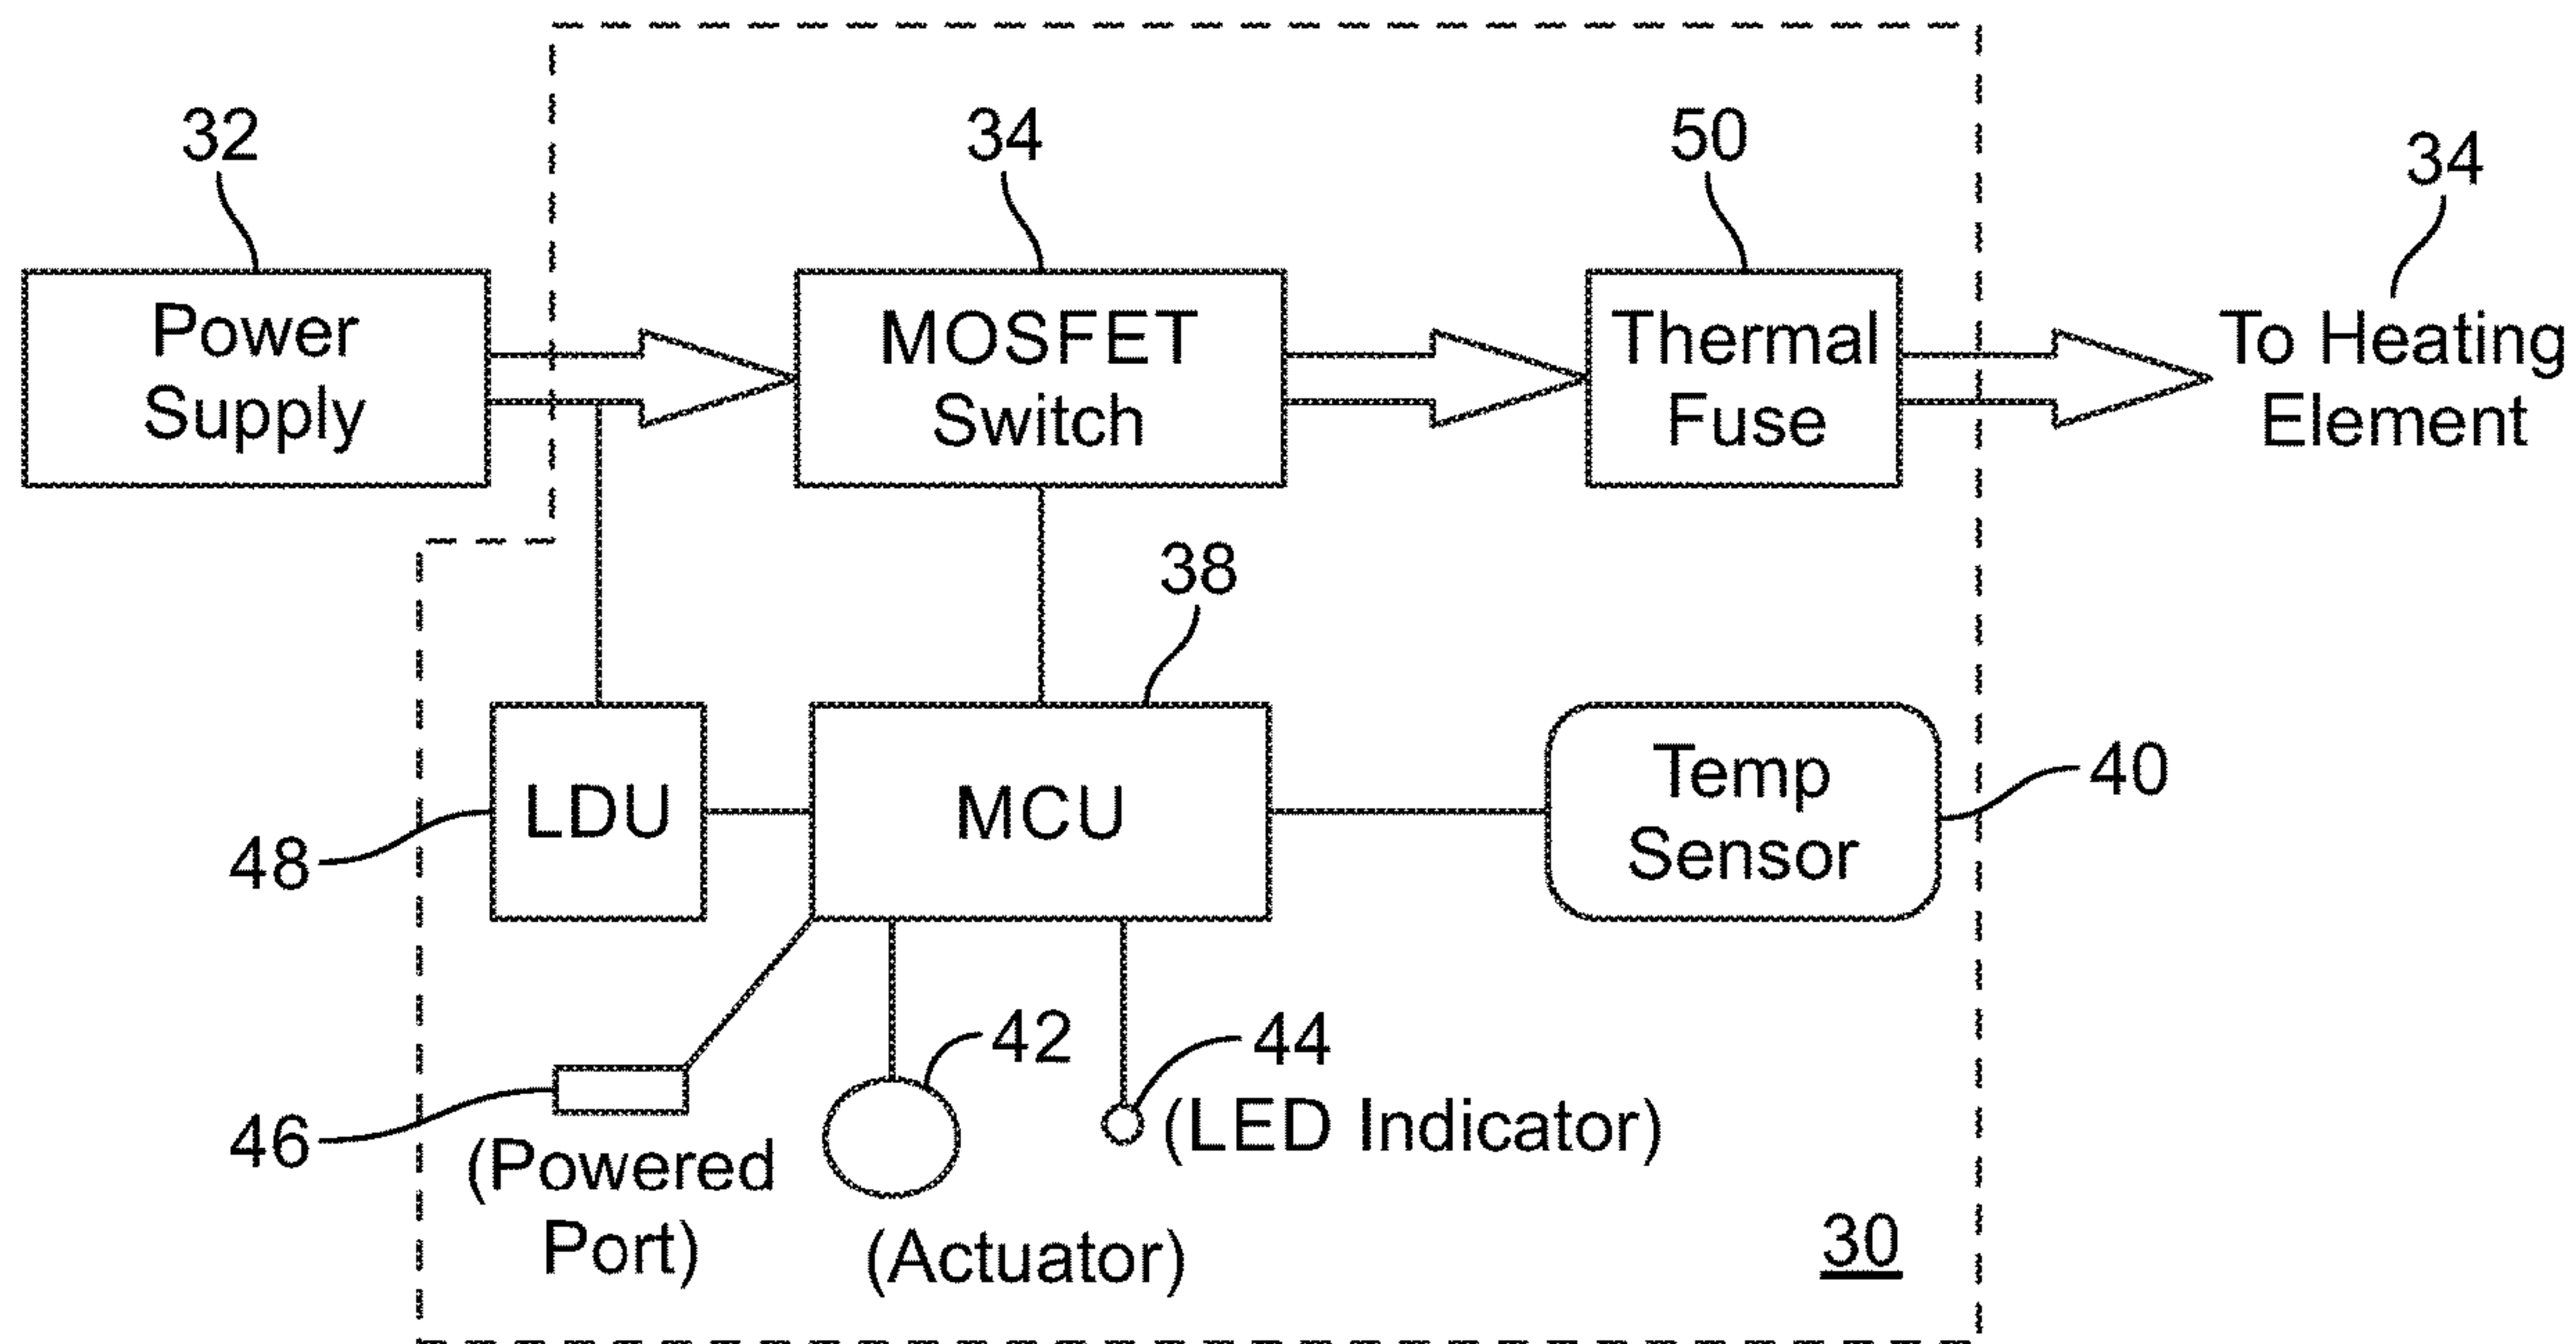 32
34
50
34
Power
Supply
MOSFET
Switch
Thermal
Fuse
To Heating
Element
38
LDU
MCU
Temp
Sensor
40
48
42
44
46
(Powered
Port)
(Actuator)
(LED Indicator)
30